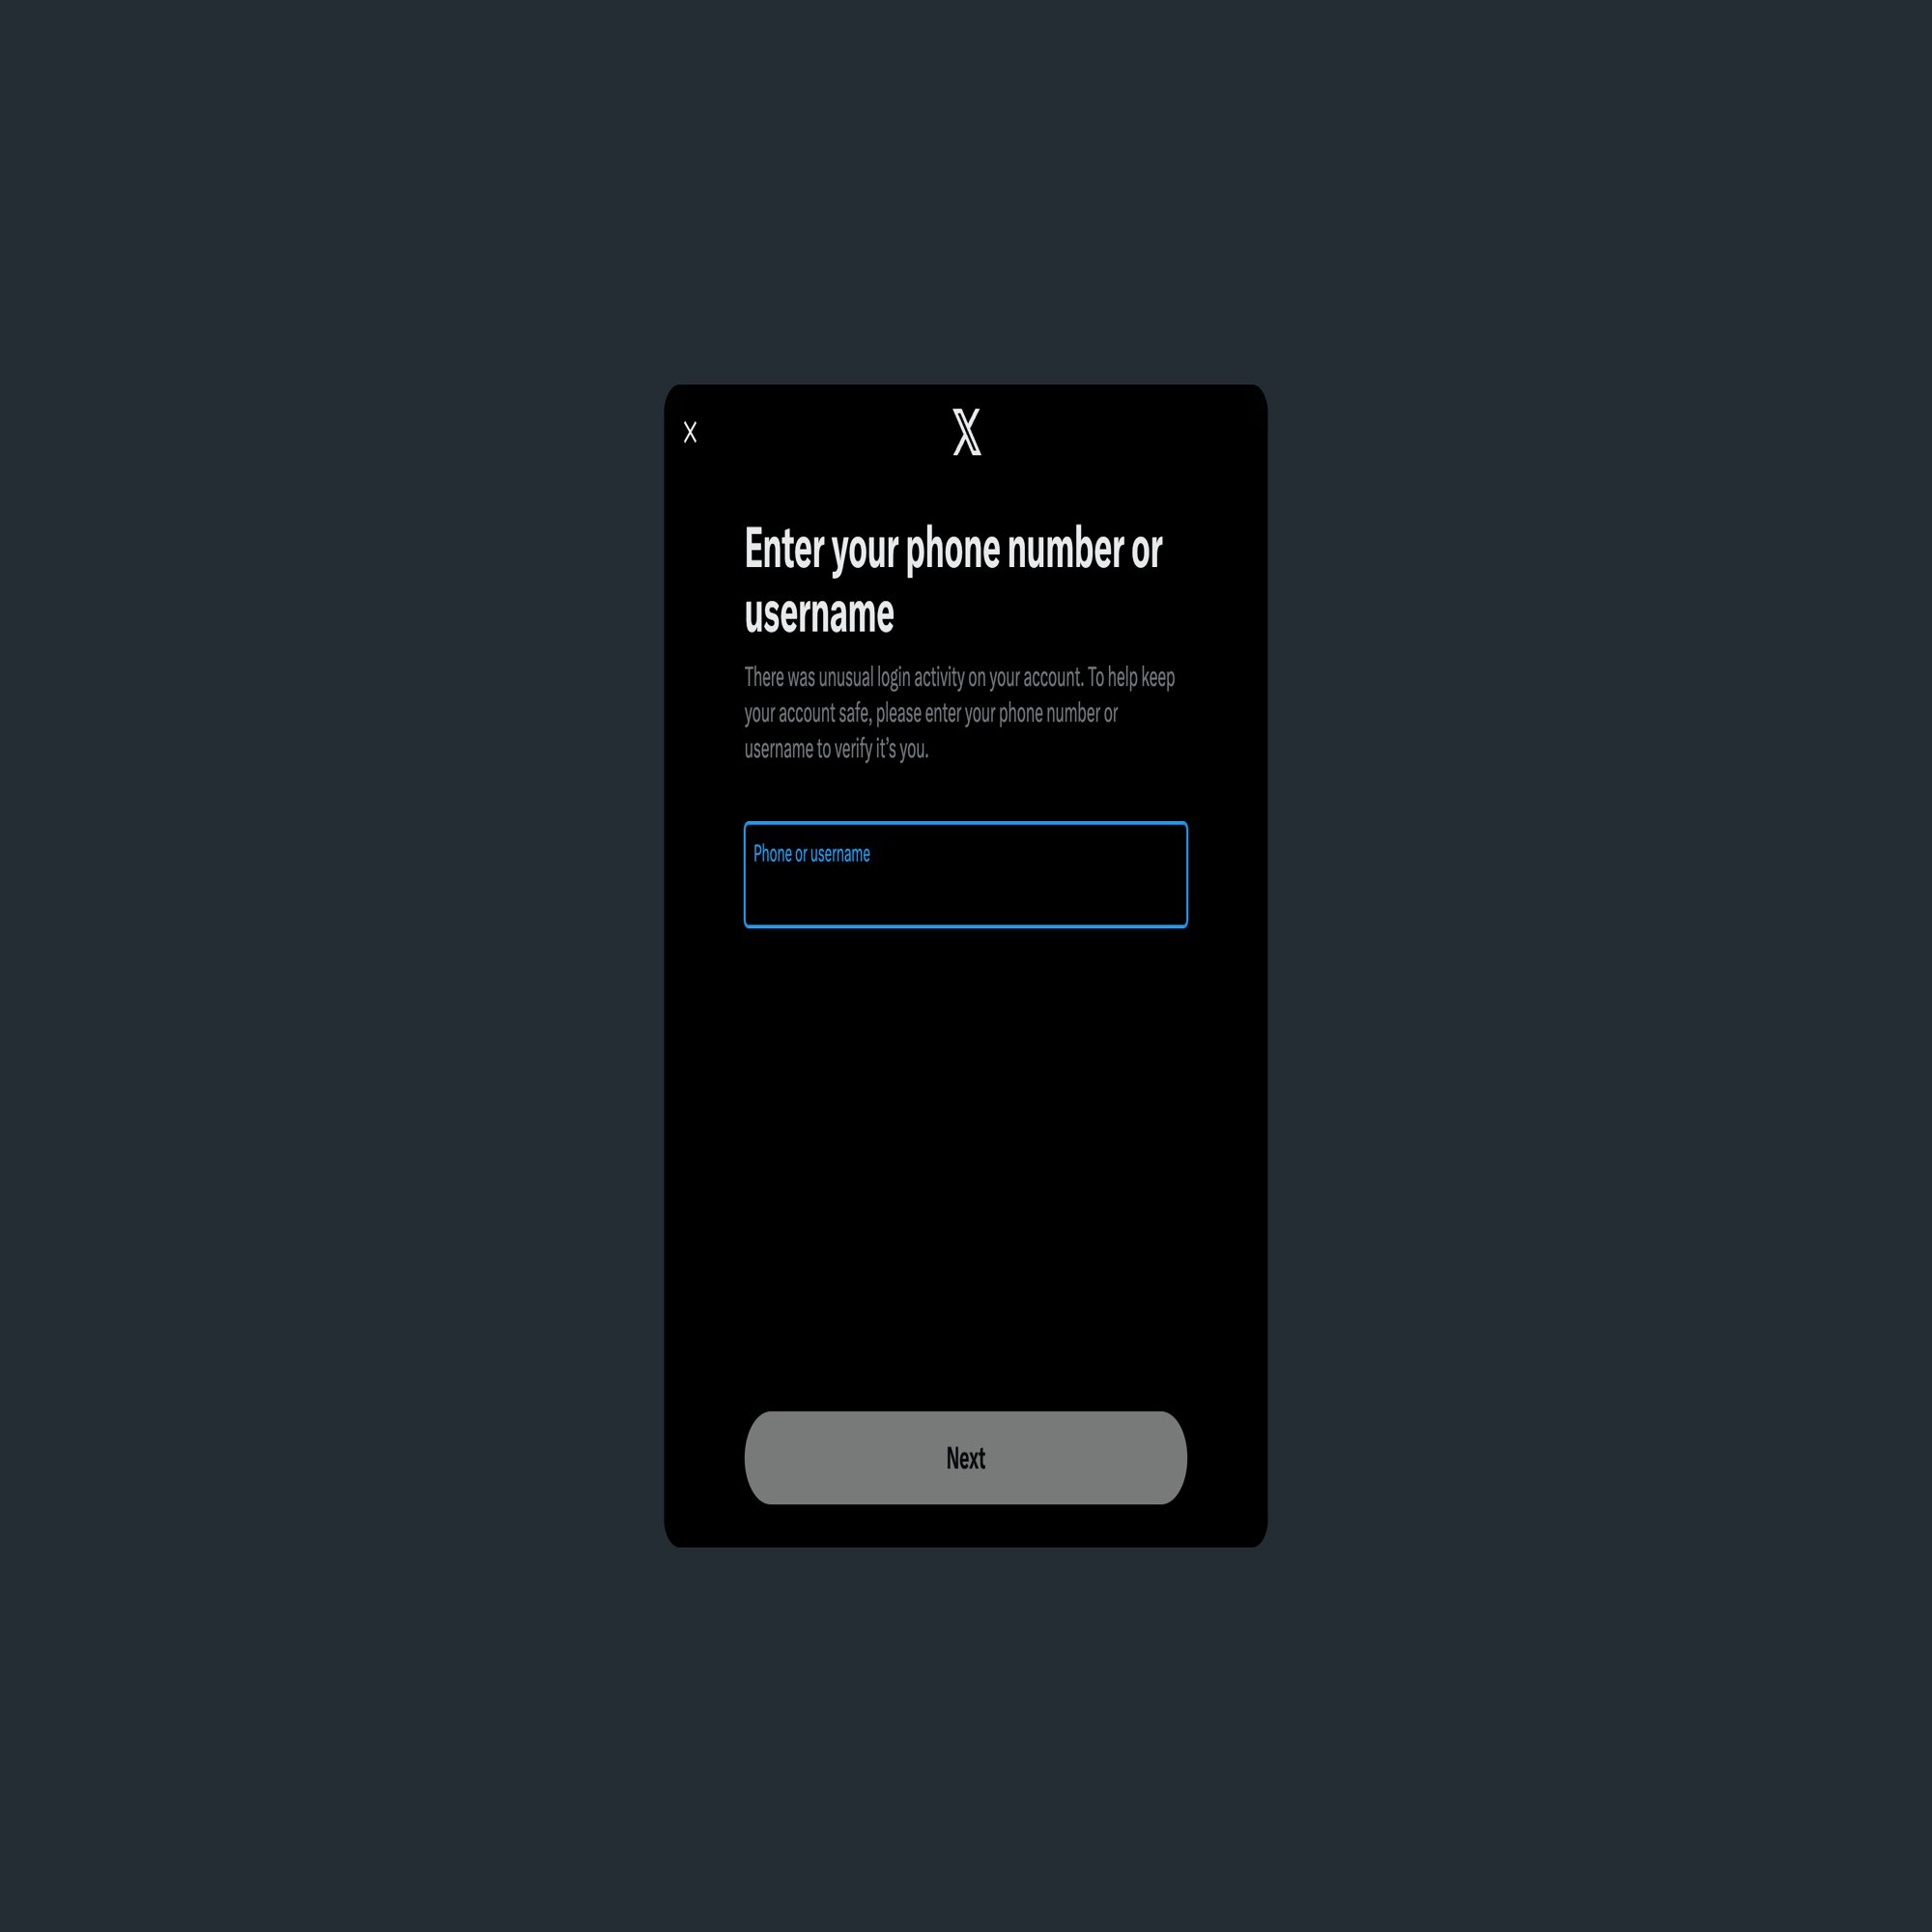 Enter your phone number or
username
There was unusual login activity on your account. To help keep
your account safe, please enter your phone number or
username to verify it’s you.
Phone or username
Next